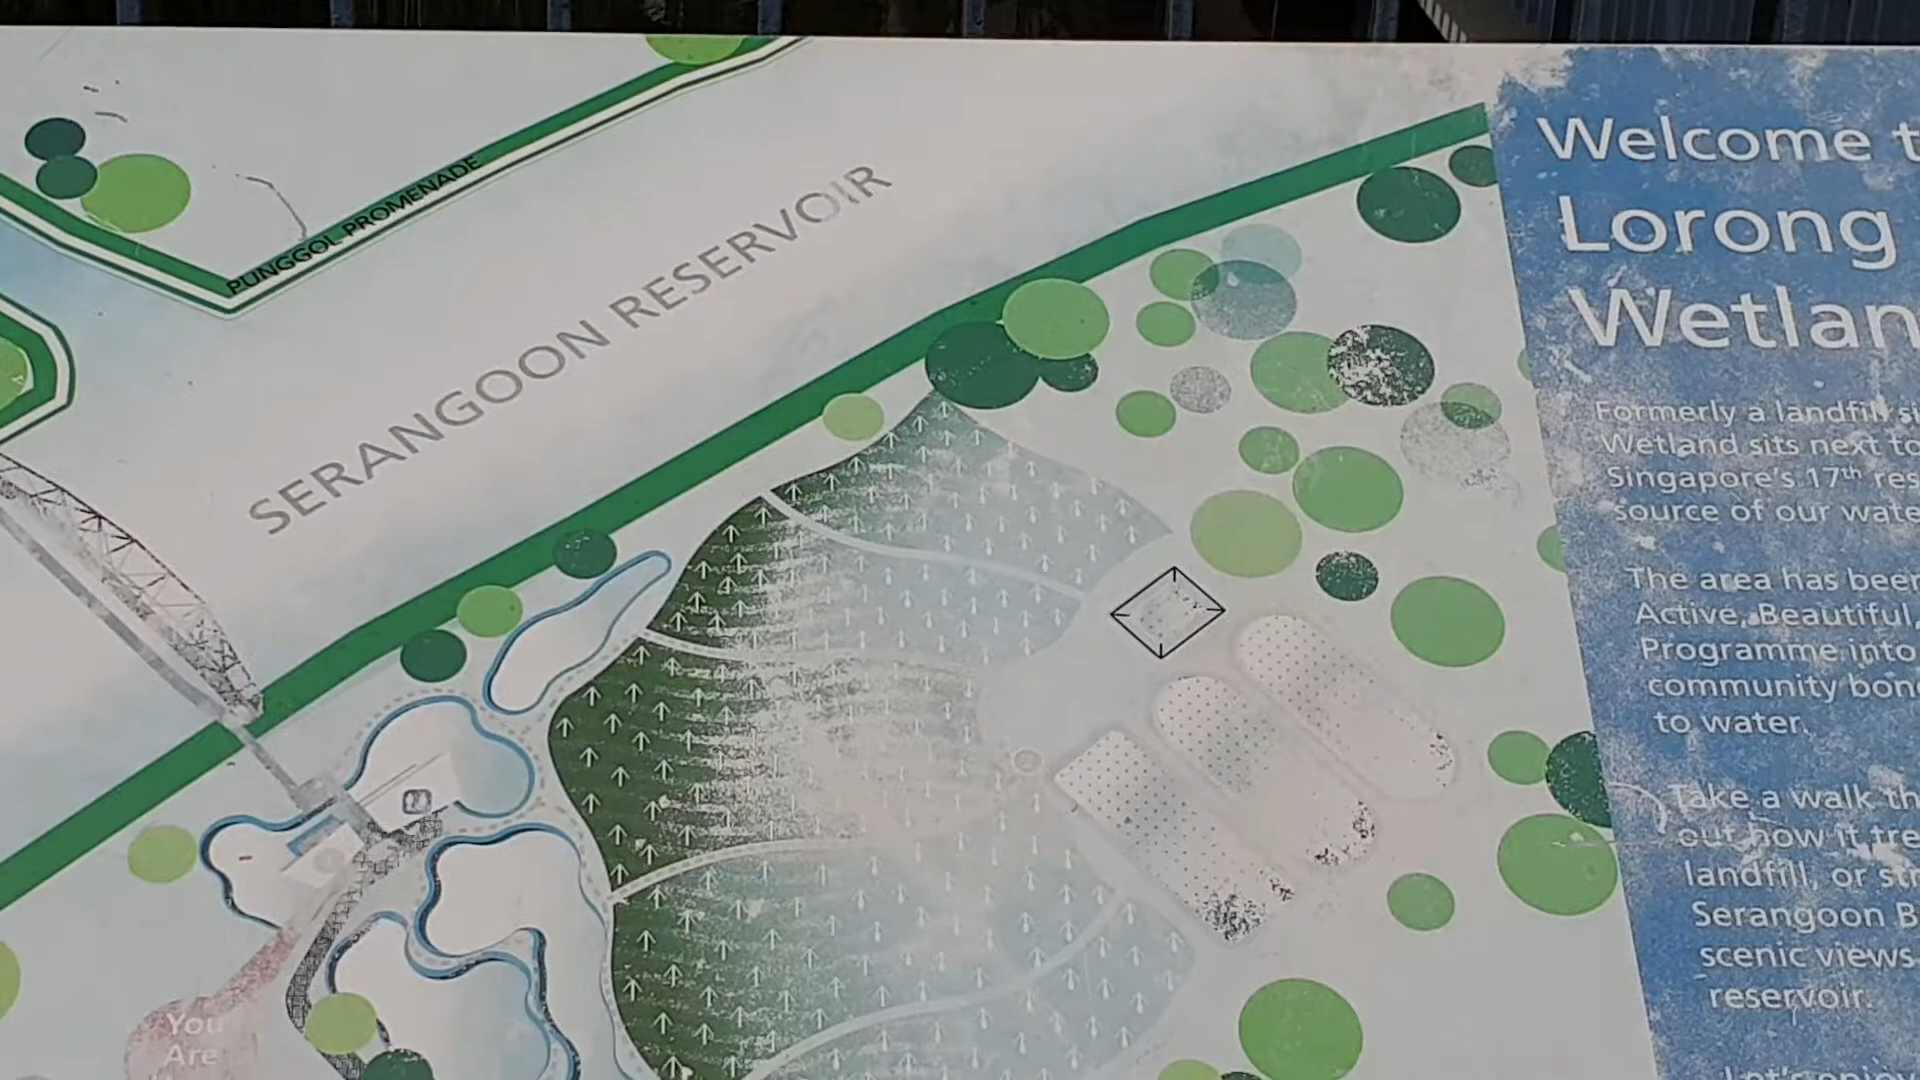 PUNGGOL PROMENADE
SERANGOON RESERVOIR
You
Are
Welcome t
Lorong
Wetlan
Formerly a landfill si
Wetland sits next to
Singapore's 17th res
source of our wate
The area has been
Active, Beautiful,
Programme into
community bon
to water.
Take a walk th
out how it tre
landfill, or str
Serangoon B
scenic views
reservoir.
Let's enjoy